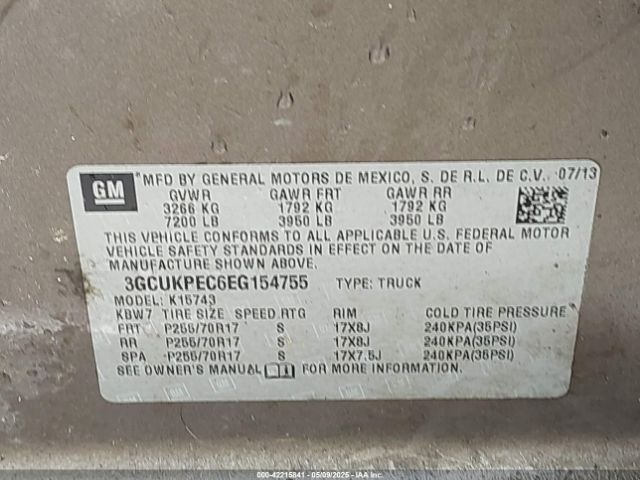 GM
*MFD BY GENERAL MOTORS DE MEXICO, S. DE R.L. DE C.V. 07/13
GVWR GAWR FRT GAWR RR
3266 KG 1792 KG 1792 KG
7200 LB 3950 LB 3950 LB
THIS VEHICLE CONFORMS TO ALL APPLICABLE U.S. FEDERAL MOTOR
VEHICLE SAFETY STANDARDS IN EFFECT ON THE DATE OF
MANUFACTURE SHOWN ABOVE.
3GCUKPEC6EG154755 TYPE: TRUCK
MODEL: K15743
KBW7 TIRE SIZE SPEED.RTG RIM COLD TIRE PRESSURE
FRT P255/70R17 S 17X8J 240KPA(35PSI)
RR P255/70R17 S 17X8J 240KPA(35PSI)
SPA P255/70R17 S 17X7.5J 240KPA(35PSI)
SEE OWNER'S MANUAL FOR MORE INFORMATION.
000-42215841 - 05/09/2025 - IAAI.COM